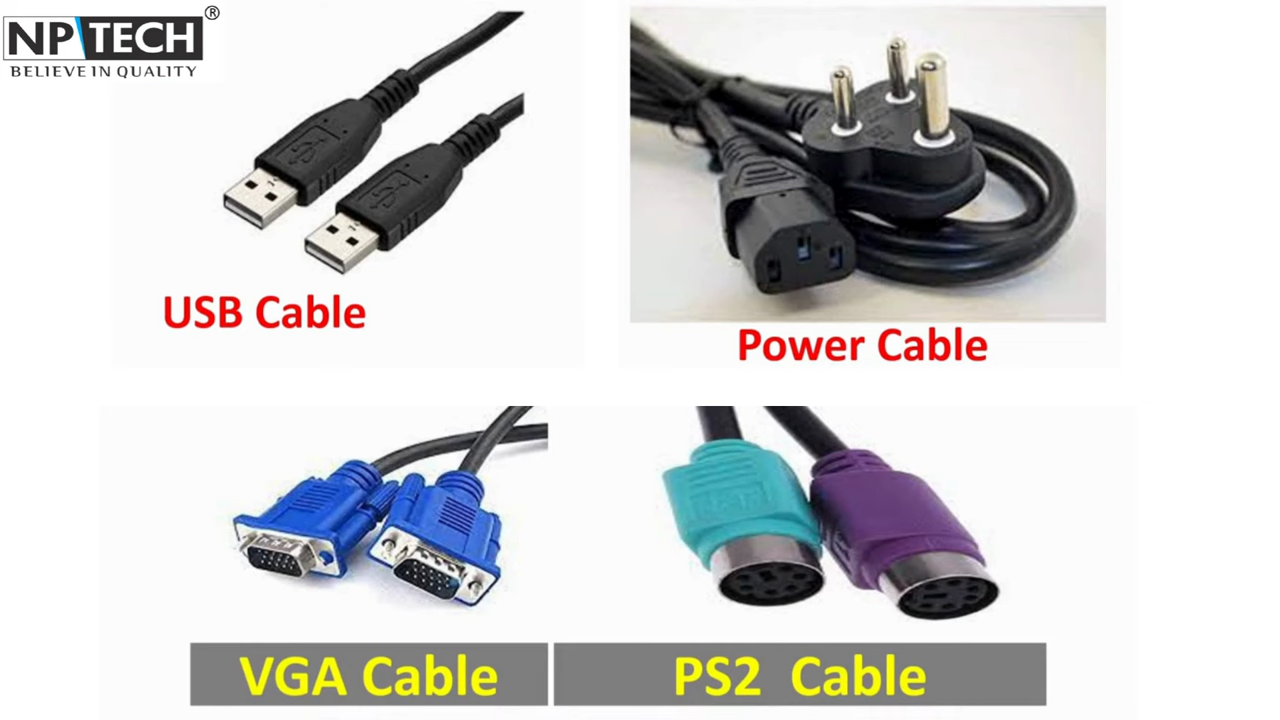 NP TECH ®
BELIEVE IN QUALITY
USB Cable
Power Cable
VGA Cable
PS2 Cable